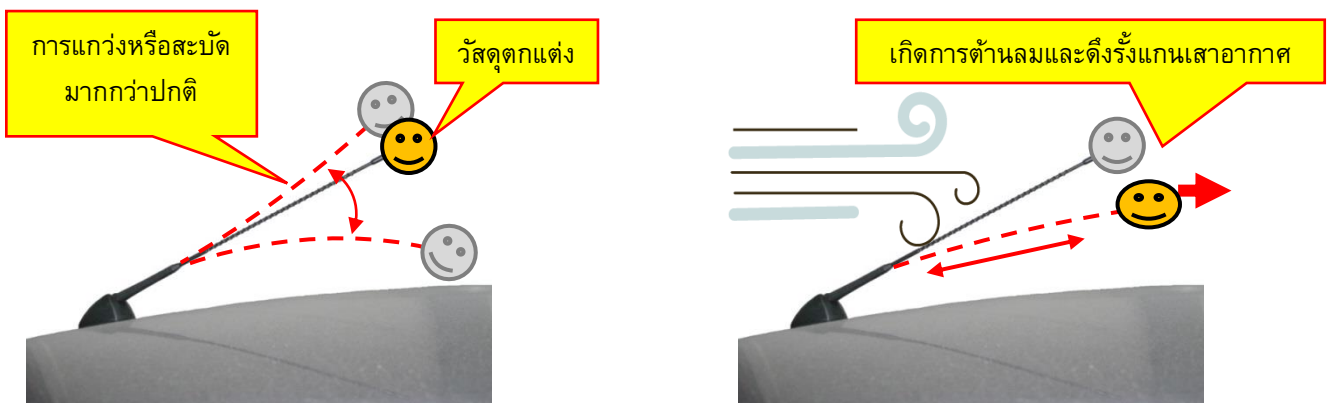 การแกว่งหรือสะบัด
มากกว่าปกติ
วัสดุตกแต่ง
เกิดการต้านลมและดึงรั้งแกนเสาอากาศ